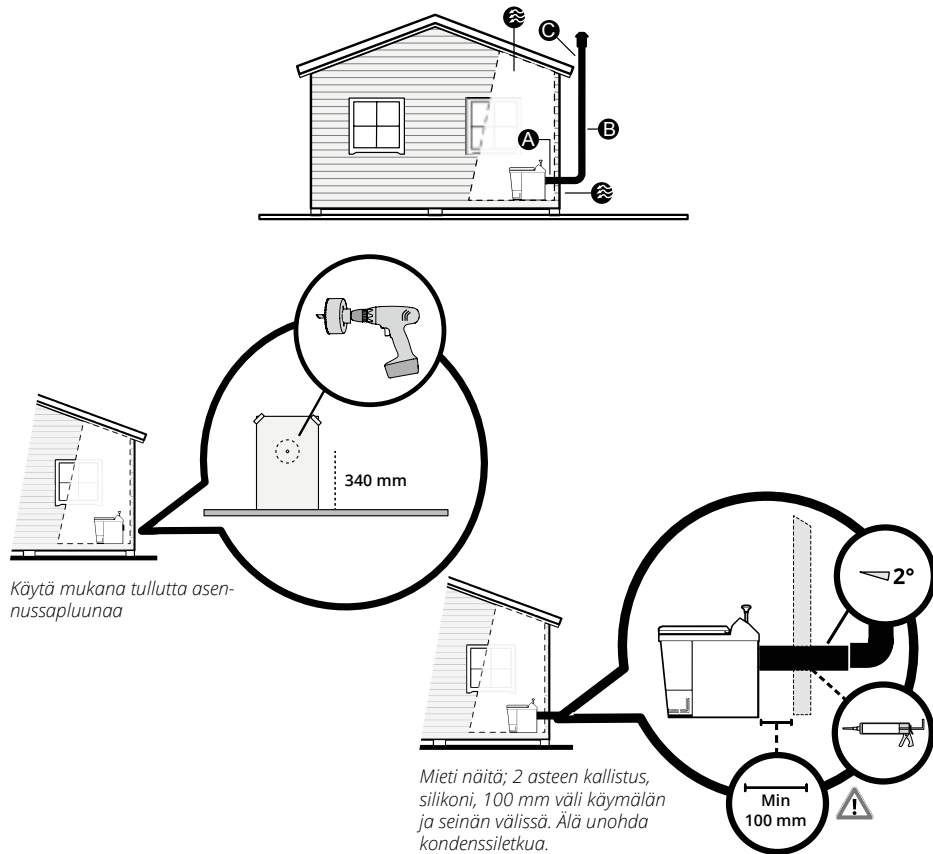 C
B
A
340 mm
Käytä mukana tullutta asen-
nussapluunaa
2°
Min
100 mm
Mieti näitä; 2 asteen kallistus,
silikoni, 100 mm väli käymälän
ja seinän välissä. Älä unohda
kondenssiletkua.